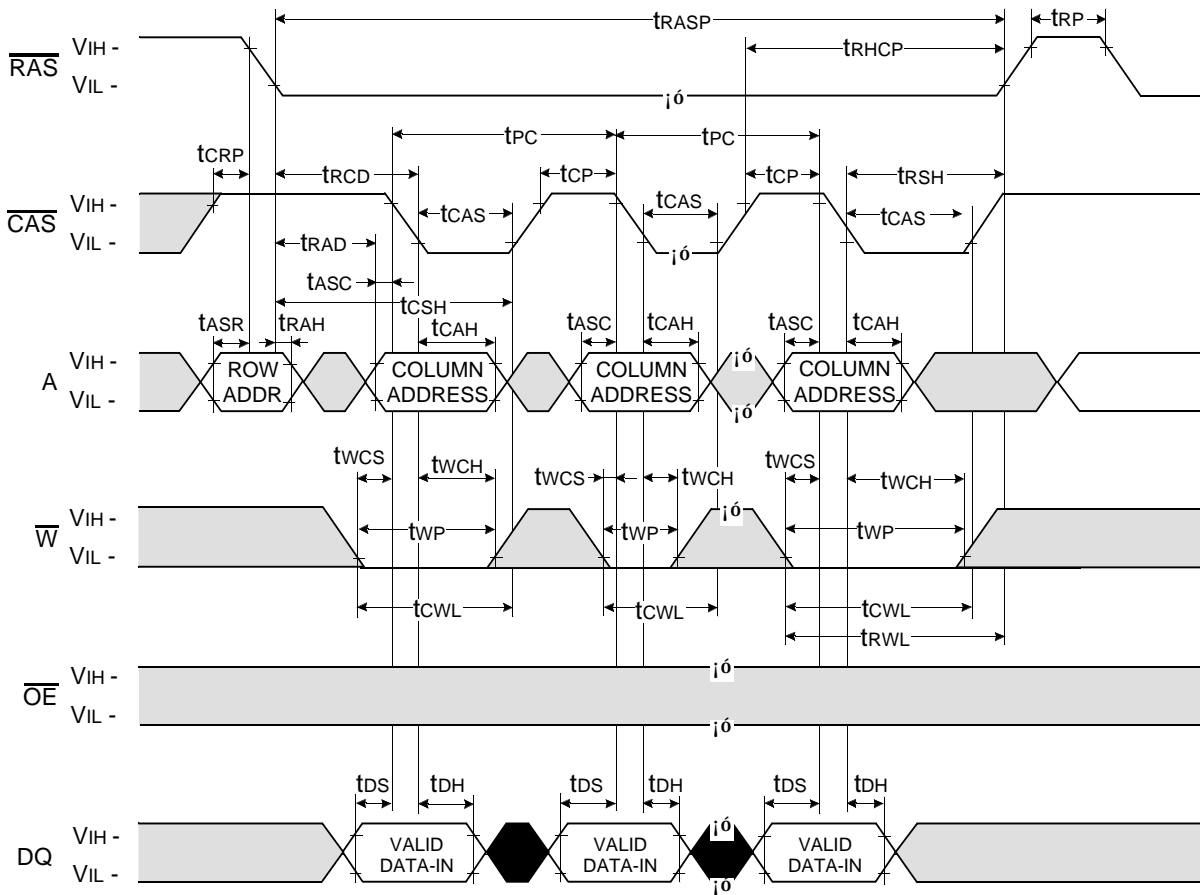 tRASP
tRP
tRHCP
RAS
VIH -
VIL -
¡ó
tPC
tPC
tCRP
tRCD
tCP
tCP
tRSH
CAS
VIH -
VIL -
tCAS
tCAS
tCAS
tRAD
¡ó
tASC
tCSH
tASR
tRAH
tCAH
tASC
tCAH
tASC
tCAH
A
VIH -
VIL -
ROW
ADDR
COLUMN
ADDRESS
COLUMN
ADDRESS
¡ó
¡ó
COLUMN
ADDRESS
tWCS
tWCH
tWCS
tWCH
tWCS
tWCH
W
VIH -
VIL -
tWP
tWP
¡ó
tWP
tCWL
tCWL
tCWL
tRWL
OE
VIH -
VIL -
¡ó
¡ó
tDS
tDH
tDS
tDH
tDS
tDH
DQ
VIH -
VIL -
VALID
DATA-IN
VALID
DATA-IN
¡ó
¡ó
VALID
DATA-IN